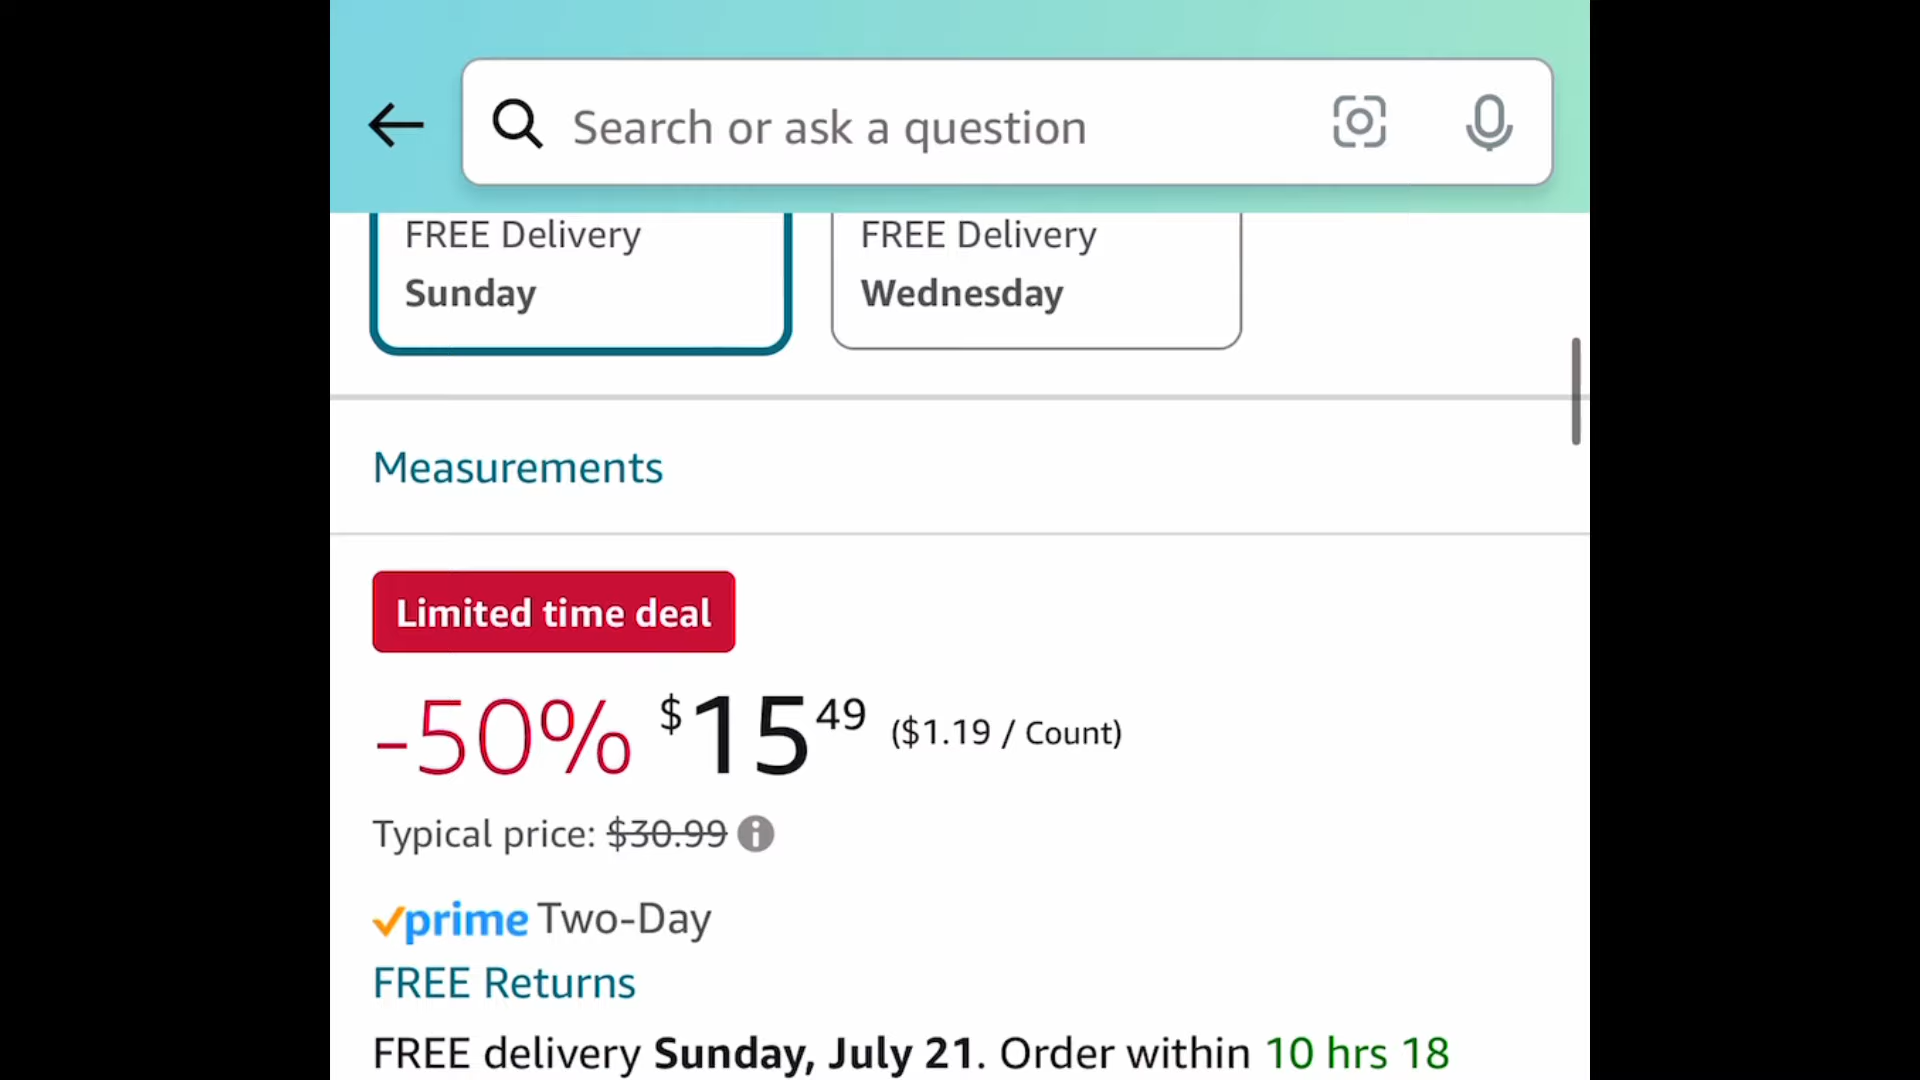 Search or ask a question
FREE Delivery
Sunday
FREE Delivery
Wednesday
Measurements
Limited time deal
-50% $15 49 ($1.19 / Count)
Typical price: $30.99
prime Two-Day
FREE Returns
FREE delivery Sunday, July 21. Order within 10 hrs 18